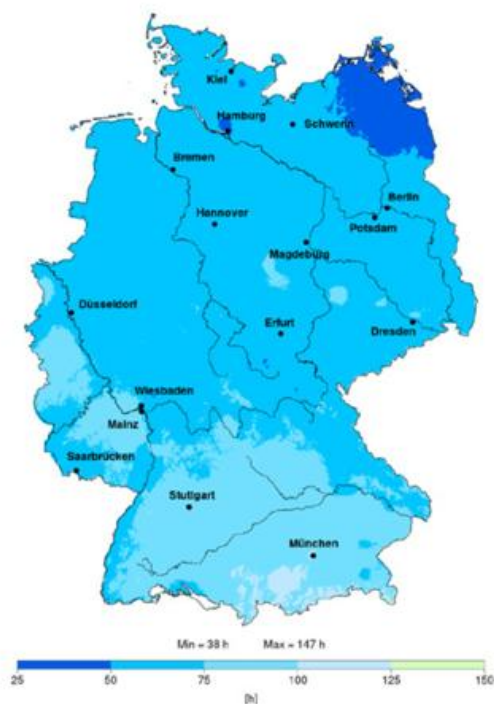 Kiel
Hamburg
Schwerin
Bremen
Berlin
Hannover
Potsdam
Magdeburg
Düsseldorf
Erfurt
Dresden
Wiesbaden
Mainz
Saarbrücken
Stuttgart
München
Min = 38 h Max = 147 h
25 50 75 100 125 150
[h]